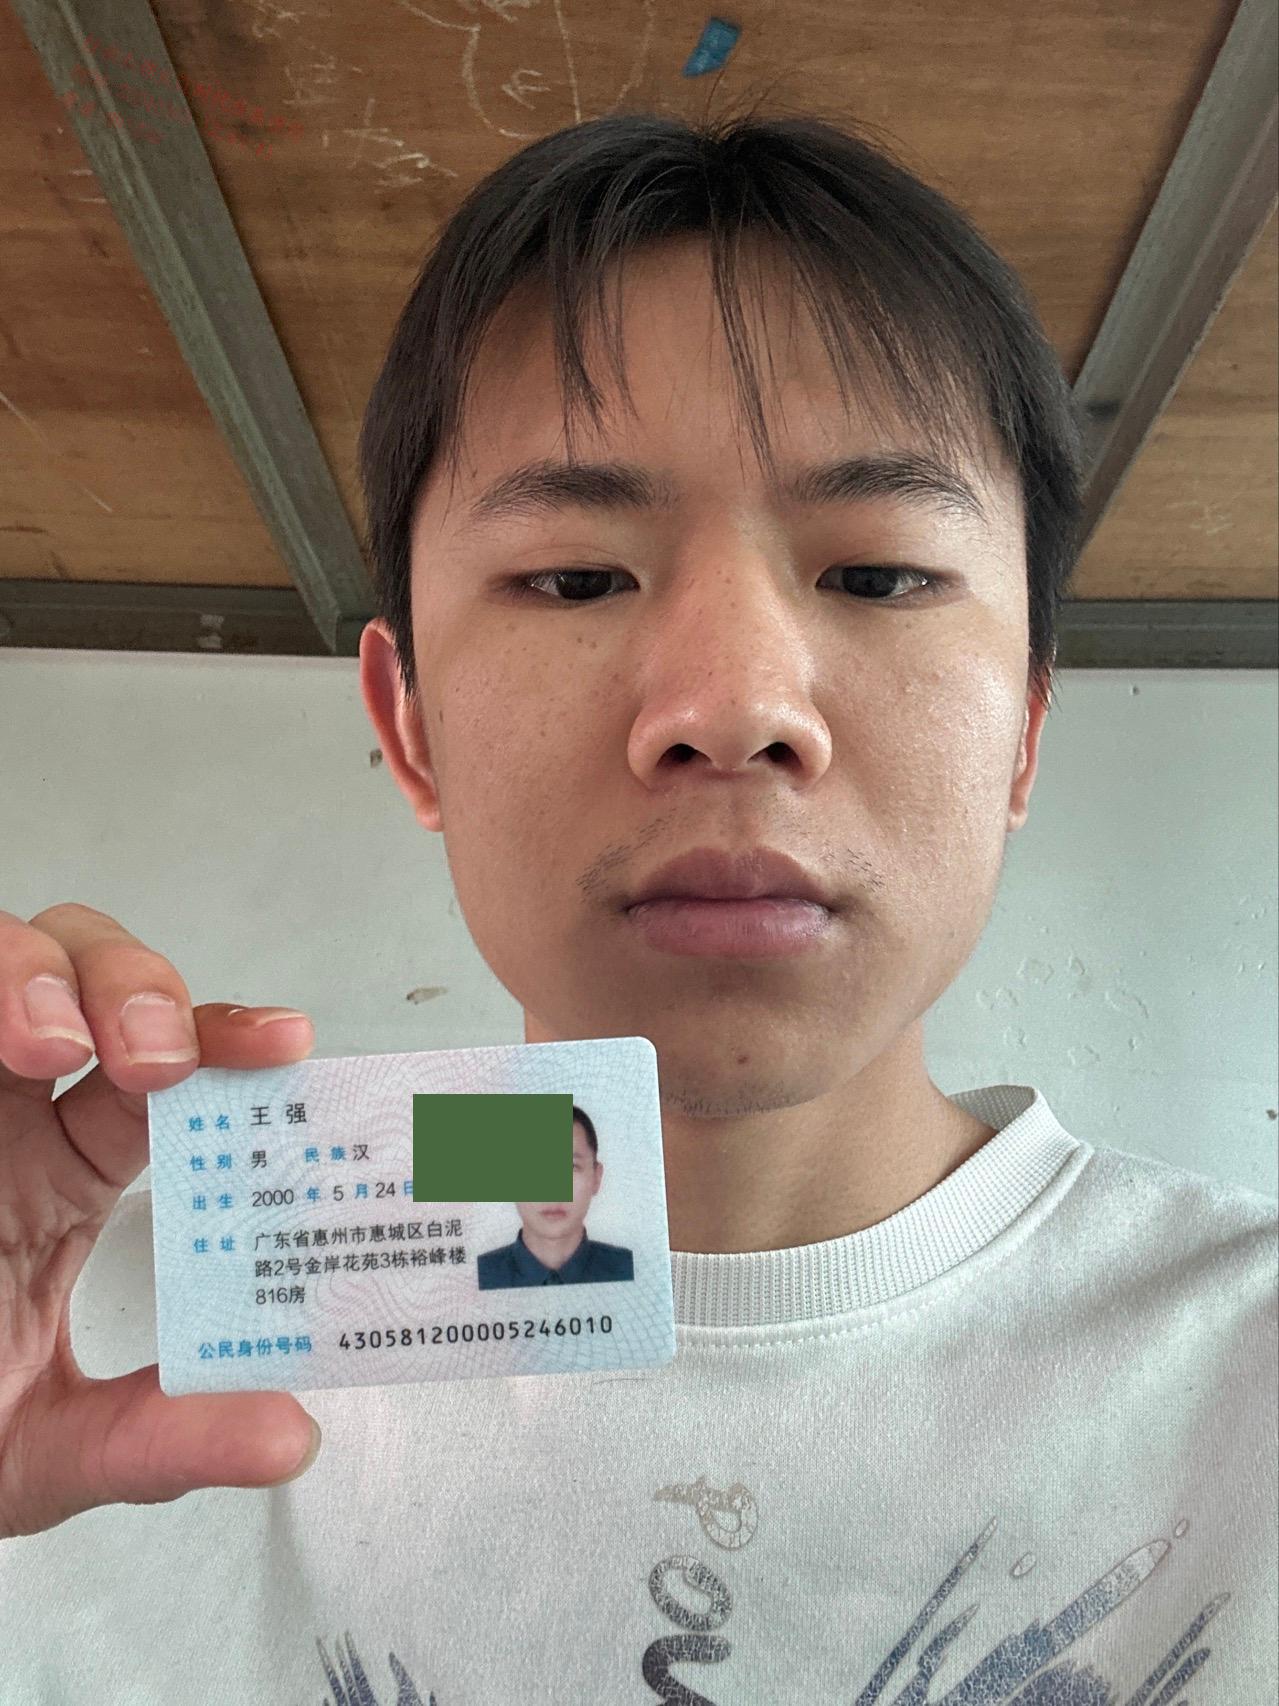 姓名 王强
性别 男 民族 汉
出生 2000 年 5 月 24 日
住址 广东省惠州市惠城区白泥
路2号金岸花苑3栋裕峰楼
816房
公民身份号码 430581200005246010